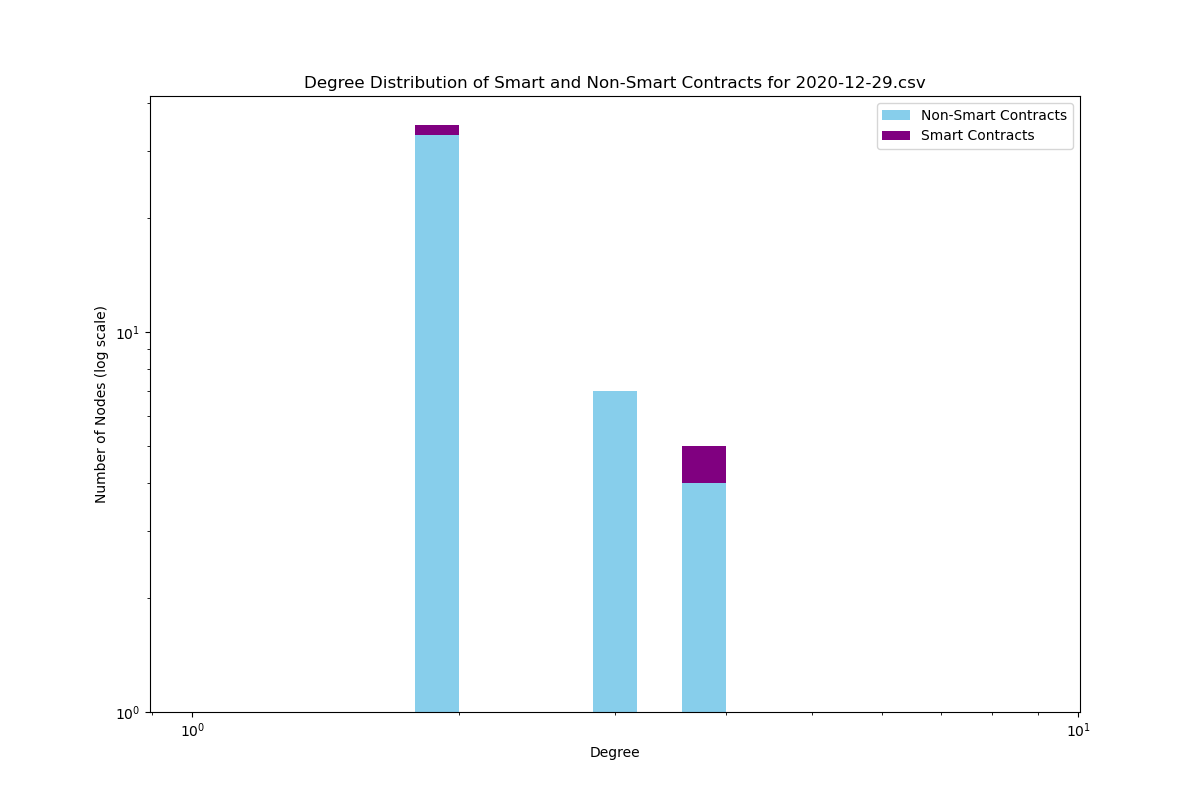 Degree Distribution of Smart and Non-Smart Contracts for 2020-12-29.csv
Non-Smart Contracts
Smart Contracts
Number of Nodes (log scale)
10¹
10⁰
10⁰ 10¹
Degree